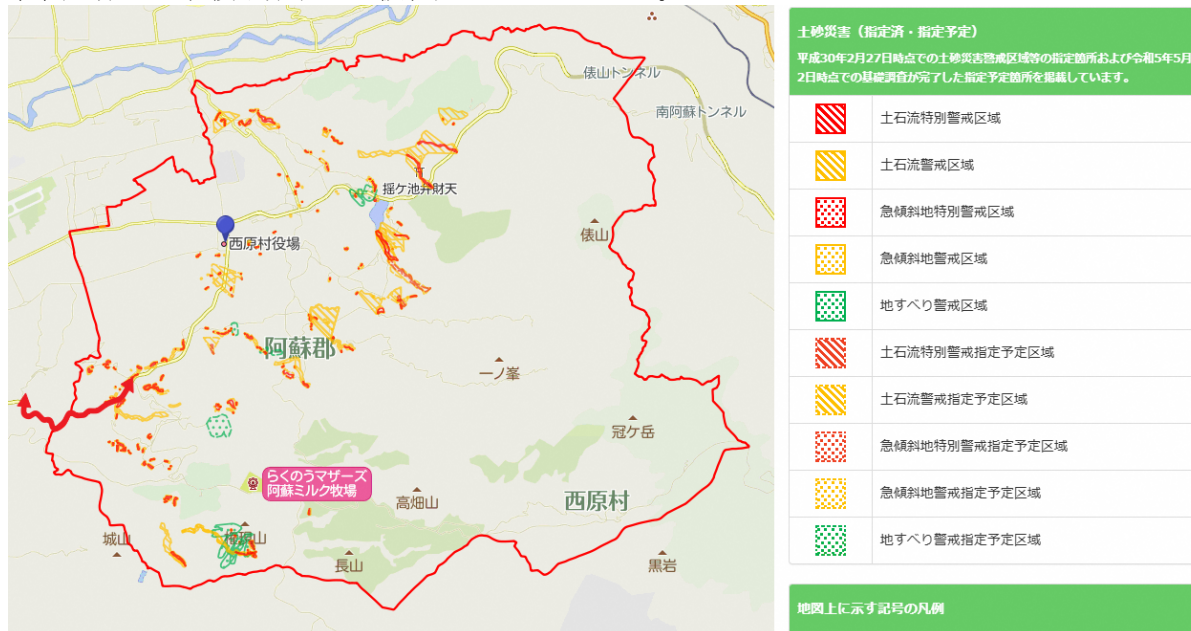 俵山トンネル
南阿蘇トンネル
揺ケ池弁財天
西原村役場
俵山
阿蘇郡
一ノ峯
冠ケ岳
らくのうマザーズ
阿蘇ミルク牧場
高畑山
西原村
城山
権現山
長山
黒岩
土砂災害（指定済・指定予定）
平成30年2月27日時点での土砂災害警戒区域等の指定箇所および令和5年5月
2日時点での基礎調査が完了した指定予定箇所を掲載しています。
土石流特別警戒区域
土石流警戒区域
急傾斜地特別警戒区域
急傾斜地警戒区域
地すべり警戒区域
土石流特別警戒指定予定区域
土石流警戒指定予定区域
急傾斜地特別警戒指定予定区域
急傾斜地警戒指定予定区域
地すべり警戒指定予定区域
地図上に示す記号の凡例